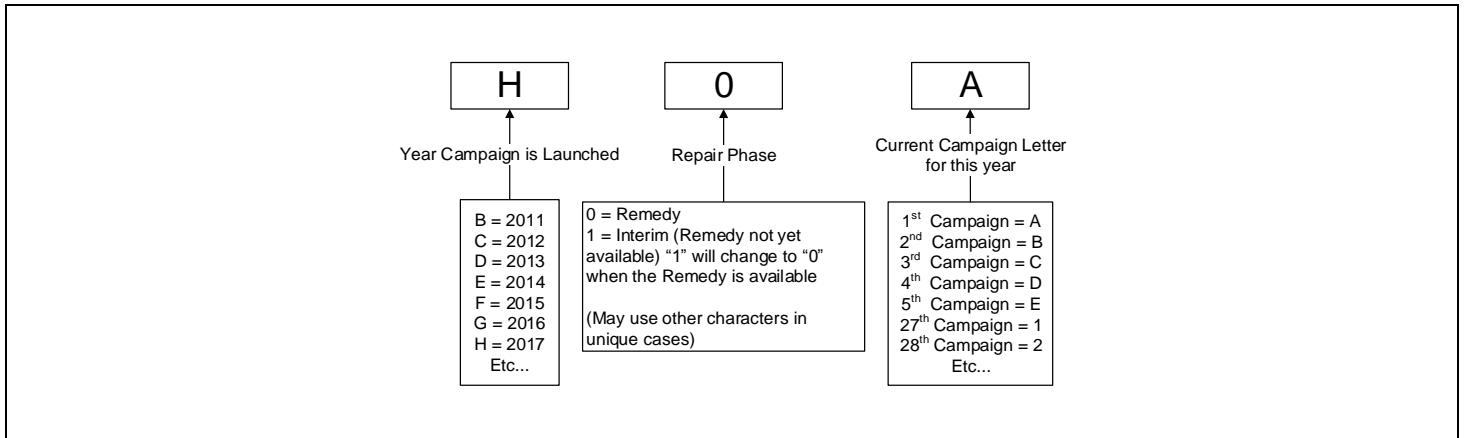 H
0
A
Year Campaign is Launched
Repair Phase
Current Campaign Letter
for this year
B = 2011
C = 2012
D = 2013
E = 2014
F = 2015
G = 2016
H = 2017
Etc...
0 = Remedy
1 = Interim (Remedy not yet
available) “1” will change to “0”
when the Remedy is available
(May use other characters in
unique cases)
1st Campaign = A
2nd Campaign = B
3rd Campaign = C
4th Campaign = D
5th Campaign = E
27th Campaign = 1
28th Campaign = 2
Etc...